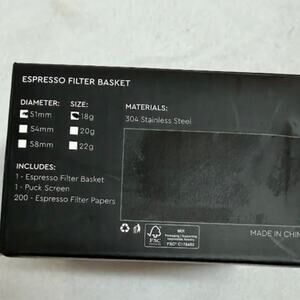 ESPRESSO FILTER BASKET
DIAMETER: SIZE: MATERIALS:
51mm 18g 304 Stainless Steel
54mm 20g
58mm 22g
INCLUDES:
1 - Espresso Filter Basket
1 - Puck Screen
200 - Espresso Filter Papers
FSC
MIX
MADE IN CHIN